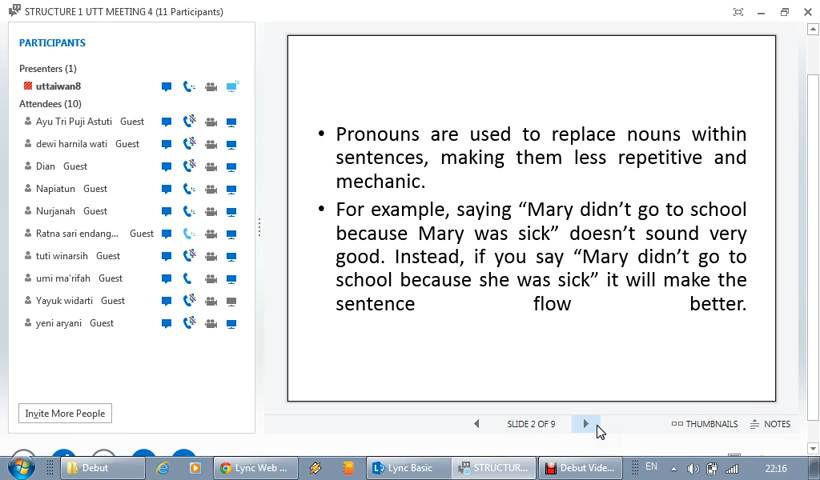 STRUCTURE 1 UTT MEETING 4 (11 Participants)
PARTICIPANTS
Presenters (1)
uttaiwan8
Attendees (10)
Ayu Tri Puji Astuti Guest
dewi harnila wati Guest
Dian Guest
Napiatun Guest
Nurjanah Guest
Ratna sari endang... Guest
tuti winarsih Guest
umi ma'rifah Guest
Yayuk widarti Guest
yeni aryani Guest
Invite More People
• Pronouns are used to replace nouns within
sentences, making them less repetitive and
mechanic.
• For example, saying “Mary didn’t go to school
because Mary was sick” doesn’t sound very
good. Instead, if you say “Mary didn’t go to
school because she was sick” it will make the
sentence flow better.
SLIDE 2 OF 9
THUMBNAILS
NOTES
Debut
Lync Web ...
Lync Basic
STRUCTUR...
Debut Vide...
EN
22:16